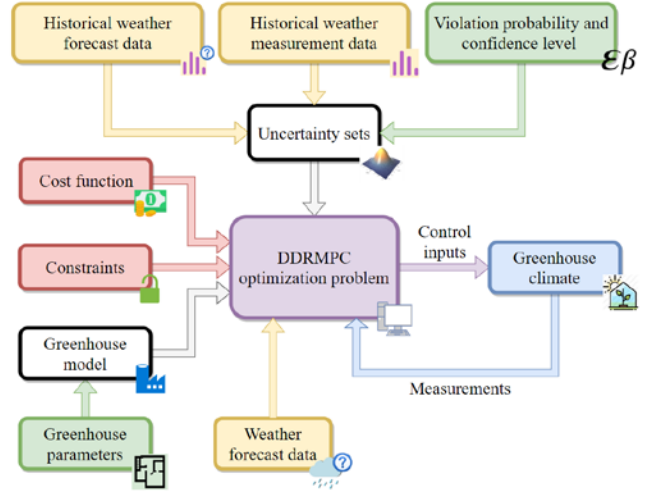 Historical weather
forecast data
?
Historical weather
measurement data
Violation probability and
confidence level
εβ
Uncertainty sets
Cost function
Constraints
Greenhouse
model
Greenhouse
parameters
DDRMPC
optimization problem
Control
inputs
Greenhouse
climate
Measurements
Weather
forecast data
?